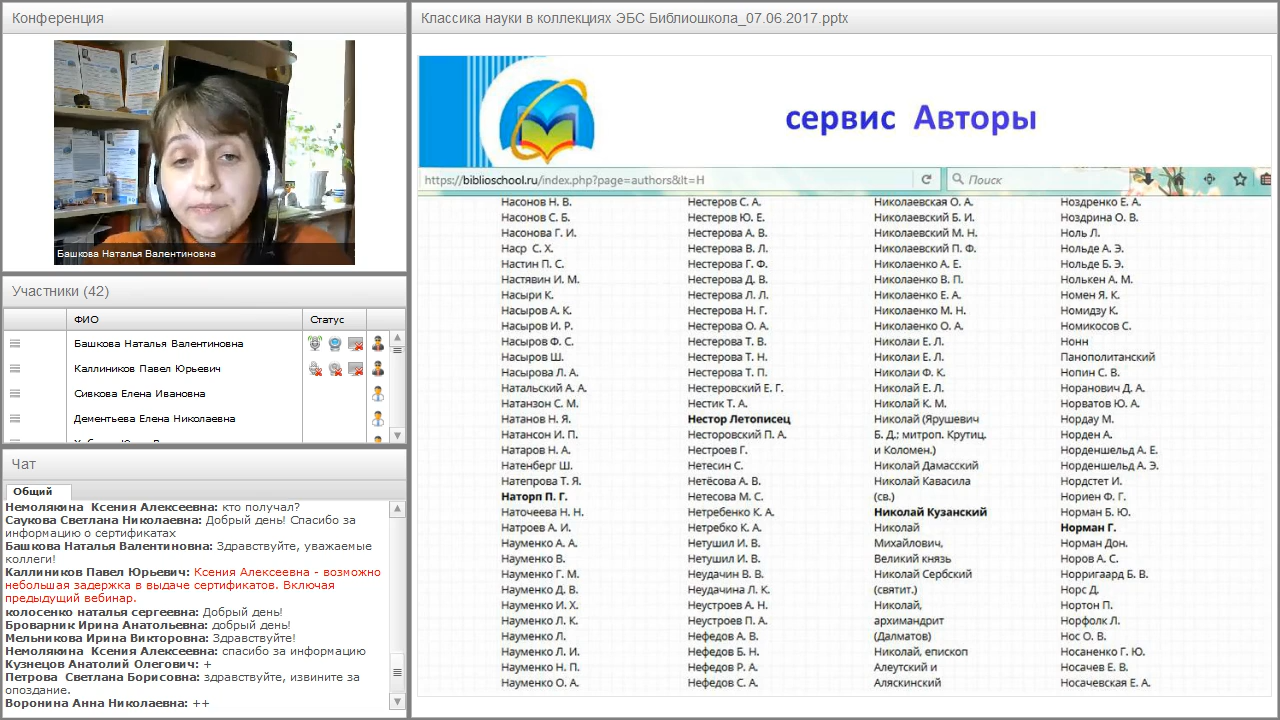 Конференция
Башкова Наталья Валентиновна
Участники (42)
ФИО
Статус
Башкова Наталья Валентиновна
Каллиников Павел Юрьевич
Сивкова Елена Ивановна
Дементьева Елена Николаевна
Чат
Общий
Немолякина Ксения Алексеевна: кто получал?
Саукова Светлана Николаевна: Добрый день! Спасибо за
информацию о сертификатах
Башкова Наталья Валентиновна: Здравствуйте, уважаемые
коллеги!
Каллиников Павел Юрьевич: Ксения Алексеевна - возможно
небольшая задержка в выдаче сертификатов. Включая
предыдущий вебинар.
колосенко наталья сергеевна: Добрый день!
Броварник Ирина Анатольевна: добрый день!
Мельникова Ирина Викторовна: Здравствуйте!
Немолякина Ксения Алексеевна: спасибо за информацию
Кузнецов Анатолий Олегович: +
Петрова Светлана Борисовна: здравствуйте, извините за
опоздание.
Воронина Анна Николаевна: ++
Классика науки в коллекциях ЭБС Библиошкола_07.06.2017.pptx
сервис Авторы
https://biblioschool.ru/index.php?page=authors&lt=Н
Поиск
Насонов Н. В.
Насонов С. Б.
Насонова Г. И.
Наср С. Х.
Настин П. С.
Настявин И. М.
Насыри К.
Насыров А. К.
Насыров И. Р.
Насыров Ф. С.
Насыров Ш.
Насырова Л. А.
Натальский А. А.
Натанзон С. М.
Натанов Н. Я.
Натансон И. П.
Натаров Н. А.
Натенберг Ш.
Натепрова Т. Я.
Наторп П. Г.
Наточеева Н. Н.
Натроев А. И.
Науменко А. А.
Науменко В.
Науменко Г. М.
Науменко Д. В.
Науменко И. Х.
Науменко Л. К.
Науменко Л.
Науменко Л. И.
Науменко Н. П.
Науменко О. А.
Нестеров С. А.
Нестеров Ю. Е.
Нестерова А. В.
Нестерова В. Л.
Нестерова Г. Ф.
Нестерова Д. В.
Нестерова Л. Л.
Нестерова Н. Г.
Нестерова О. А.
Нестерова Т. В.
Нестерова Т. Н.
Нестерова Т. П.
Нестеровский Е. Г.
Нестик Т. А.
Нестор Летописец
Несторовский П. А.
Нестроев Г.
Нетесин С.
Нетёсова А. В.
Нетесова М. С.
Нетребенко К. А.
Нетребко К. А.
Нетушил И. В.
Нетушил И. В.
Неудачин В. В.
Неудачина Л. К.
Неустроев А. Н.
Неустроев П. А.
Нефедов А. В.
Нефедов Б. Н.
Нефедов Р. А.
Нефедов С. А.
Николаевская О. А.
Николаевский Б. И.
Николаевский М. Н.
Николаевский П. Ф.
Николаенко А. Е.
Николаенко В. П.
Николаенко Е. А.
Николаенко М. Н.
Николаенко О. А.
Николаи Е. Л.
Николаи Е. Л.
Николаи Ф. К.
Николай Е. Л.
Николай К. М.
Николай (Ярушевич
Б. Д.; митроп. Крутиц.
и Коломен.)
Николай Дамасский
Николай Кавасила
(св.)
Николай Кузанский
Николай
Михайлович,
Великий князь
Николай Сербский
(святит.)
Николай,
архимандрит
(Далматов)
Николай, епископ
Алеутский и
Аляскинский
Ноздренко Е. А.
Ноздрина О. В.
Ноль Л.
Нольде А. Э.
Нольде Б. Э.
Нолькен А. М.
Номен Я. К.
Номидзу К.
Номикосов С.
Нонн
Панополитанский
Нопин С. В.
Норанович Д. А.
Норватов Ю. А.
Нордау М.
Норден А.
Норденшельд А. Е.
Норденшельд А. Э.
Нордстет И.
Нориен Ф. Г.
Норман Б. Ю.
Норман Г.
Норман Дон.
Норов А. С.
Норригаард Б. В.
Норс Д.
Нортон П.
Норфолк Л.
Нос О. В.
Носаненко Г. Ю.
Носачев Е. В.
Носачевская Е. А.